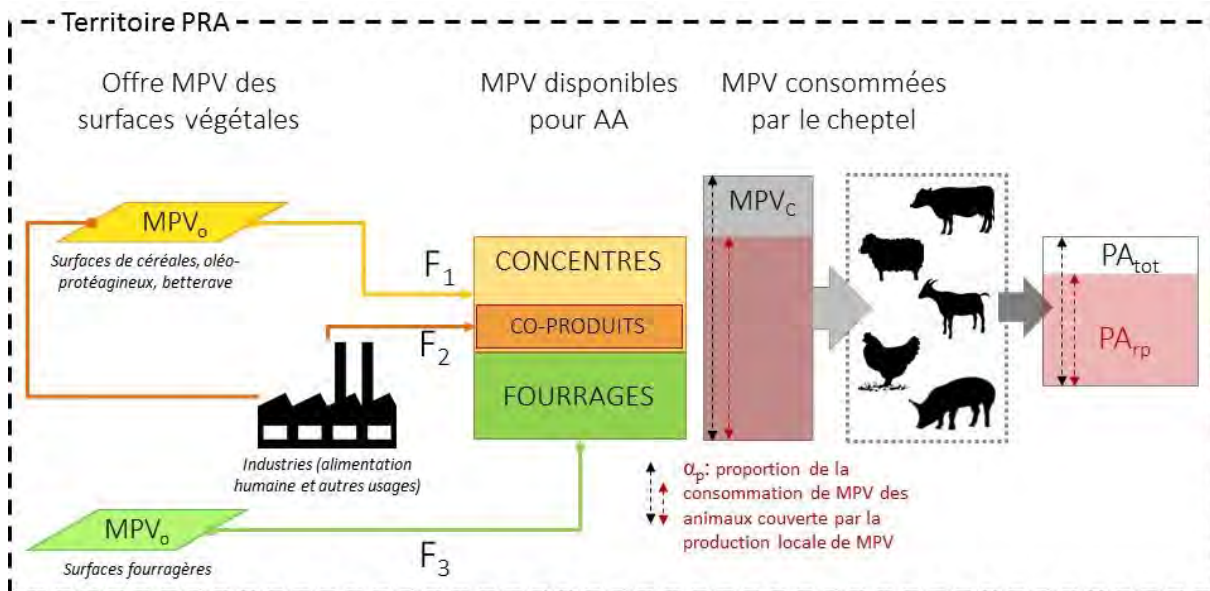 Territoire PRA
Offre MPV des
surfaces végétales
MPV disponibles
pour AA
MPV consommées
par le cheptel
MPVo
Surfaces de céréales, oléo-
protéagineux, betterave
F1
CONCENTRES
CO-PRODUITS
F2
FOURRAGES
MPVC
PAtot
PArp
Industries (alimentation
humaine et autres usages)
αp: proportion de la
consommation de MPV des
animaux couverte par la
production locale de MPV
MPVo
Surfaces fourragères
F3